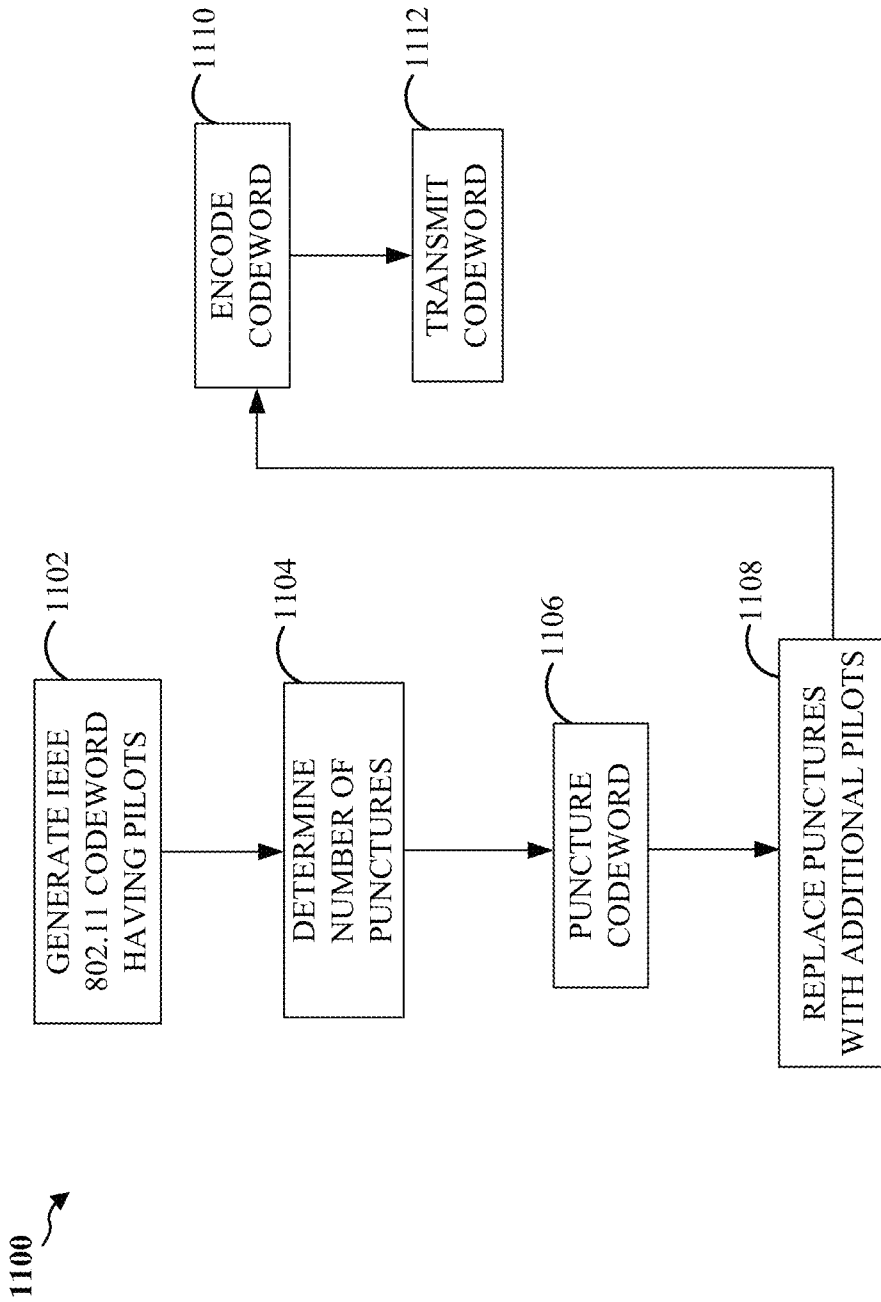 1100
GENERATE IEEE
802.11 CODEWORD
HAVING PILOTS
1102
DETERMINE
NUMBER OF
PUNCTURES
1104
PUNCTURE
CODEWORD
1106
REPLACE PUNCTURES
WITH ADDITIONAL PILOTS
1108
ENCODE
CODEWORD
1110
TRANSMIT
CODEWORD
1112